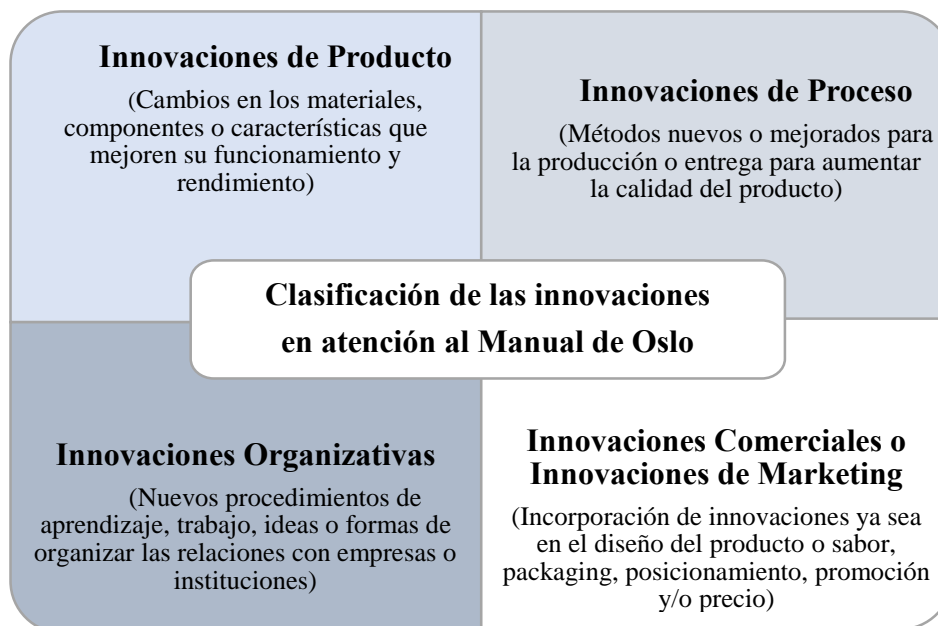 Innovaciones de Producto
(Cambios en los materiales,
componentes o características que
mejoren su funcionamiento y
rendimiento)
Innovaciones de Proceso
(Métodos nuevos o mejorados para
la producción o entrega para aumentar
la calidad del producto)
Clasificación de las innovaciones
en atención al Manual de Oslo
Innovaciones Organizativas
(Nuevos procedimientos de
aprendizaje, trabajo, ideas o formas de
organizar las relaciones con empresas o
instituciones)
Innovaciones Comerciales o
Innovaciones de Marketing
(Incorporación de innovaciones ya sea
en el diseño del producto o sabor,
packaging, posicionamiento, promoción
y/o precio)